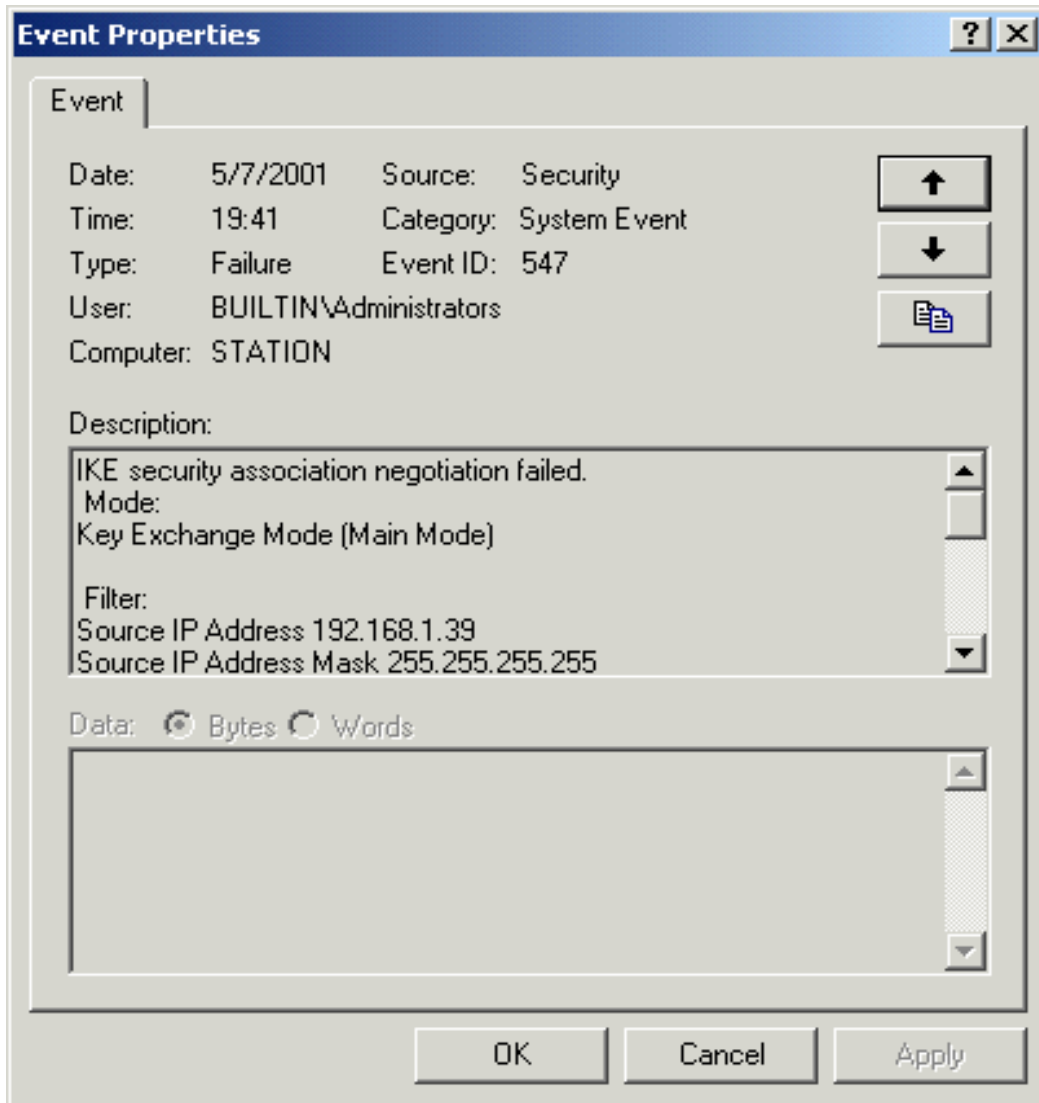 Event Properties
Event
Date: 5/7/2001 Source: Security
Time: 19:41 Category: System Event
Type: Failure Event ID: 547
User: BUILTIN\Administrators
Computer: STATION
Description:
IKE security association negotiation failed.
Mode:
Key Exchange Mode (Main Mode)
Filter:
Source IP Address 192.168.1.39
Source IP Address Mask 255.255.255.255
Data: Bytes Words
OK Cancel Apply